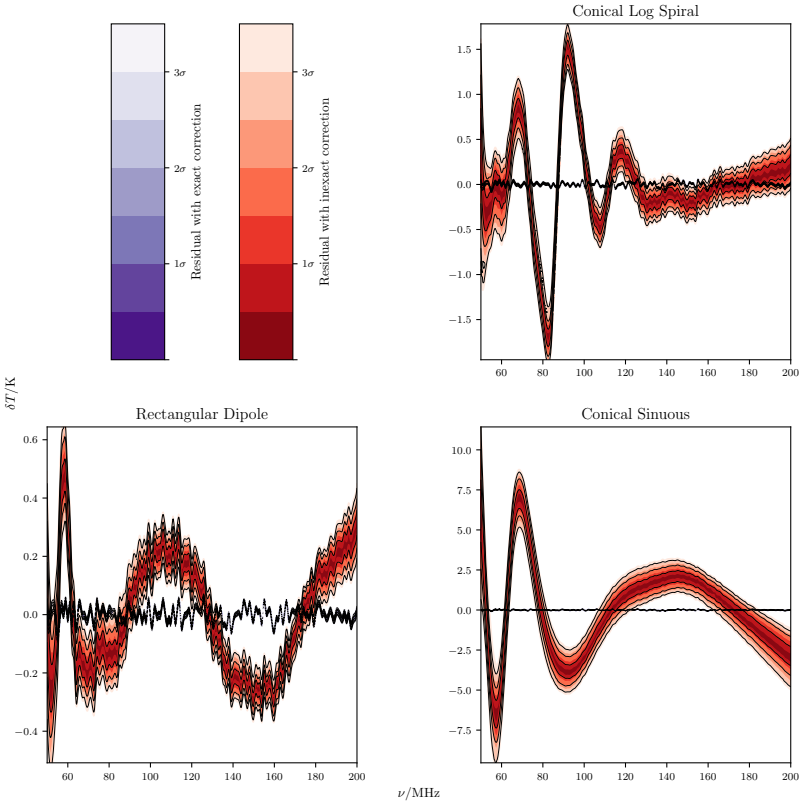 Conical Log Spiral
3σ
2σ
1σ
Residual with exact correction
3σ
2σ
1σ
Residual with inexact correction
1.5
1.0
0.5
0.0
−0.5
−1.0
−1.5
60 80 100 120 140 160 180 200
δT/K
Rectangular Dipole
0.6
0.4
0.2
0.0
−0.2
−0.4
60 80 100 120 140 160 180 200
Conical Sinuous
10.0
7.5
5.0
2.5
0.0
−2.5
−5.0
−7.5
60 80 100 120 140 160 180 200
ν/MHz